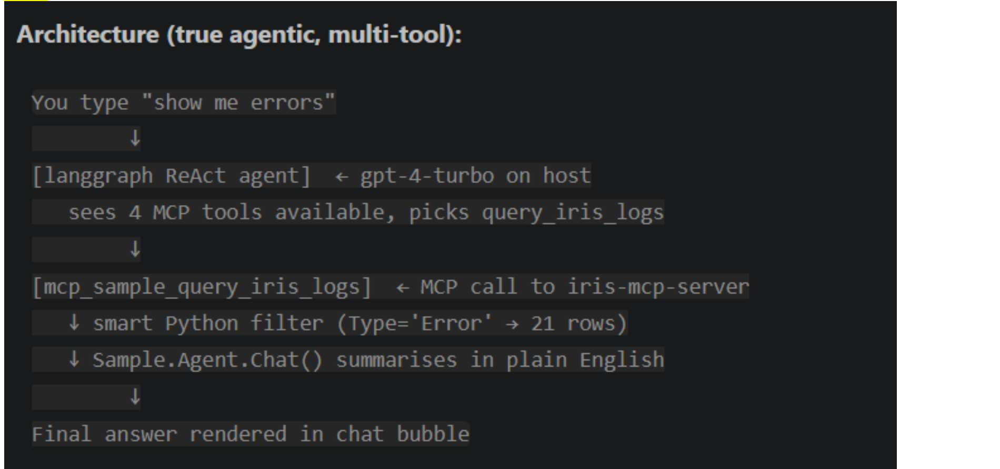 Architecture (true agentic, multi-tool):
You type "show me errors"
↓
[langgraph ReAct agent]  ← gpt-4-turbo on host
sees 4 MCP tools available, picks query_iris_logs
↓
[mcp_sample_query_iris_logs]  ← MCP call to iris-mcp-server
↓ smart Python filter (Type='Error' → 21 rows)
↓ Sample.Agent.Chat() summarises in plain English
↓
Final answer rendered in chat bubble